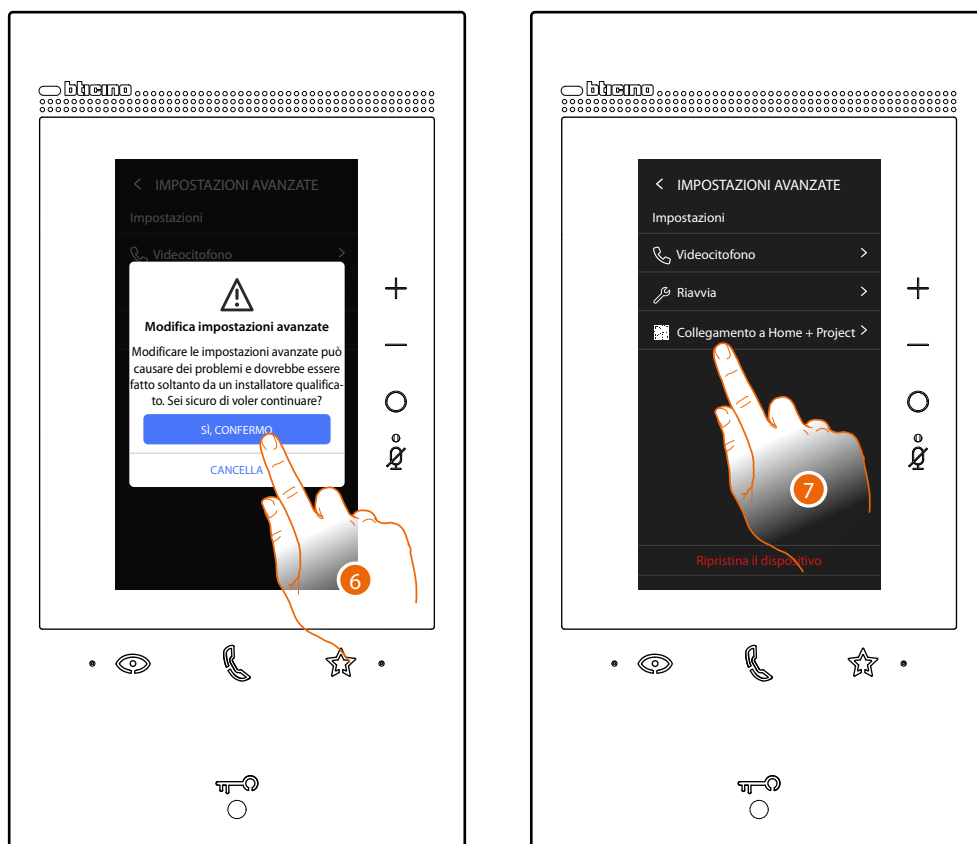 bticino
< IMPOSTAZIONI AVANZATE
Impostazioni
Videocitofono >
Modifica impostazioni avanzate
Modificare le impostazioni avanzate può
causare dei problemi e dovrebbe essere
fatto soltanto da un installatore qualifica-
to. Sei sicuro di voler continuare?
SÌ, CONFERMO
CANCELLA
6
bticino
< IMPOSTAZIONI AVANZATE
Impostazioni
Videocitofono >
Riavvia >
Collegamento a Home + Project >
7
Ripristina il dispositivo